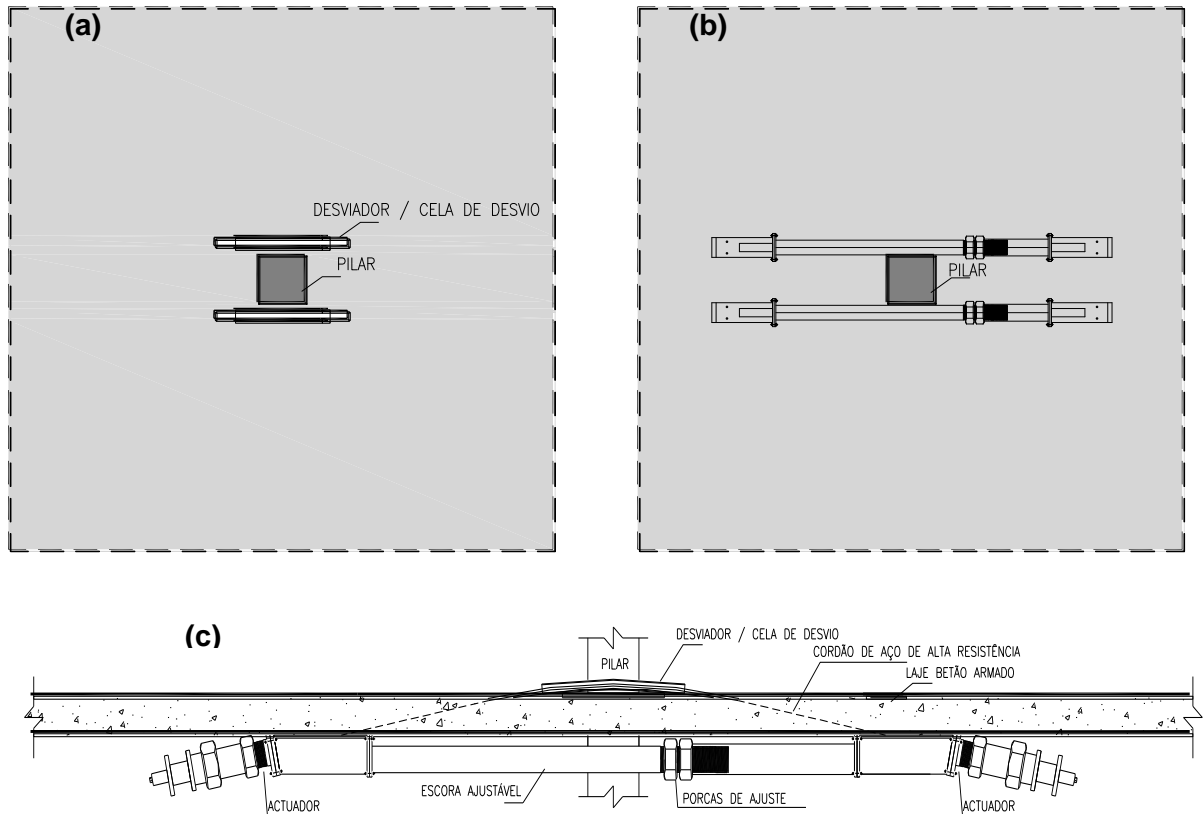 (a)
DESVIADOR / CELA DE DESVIO
PILAR
(b)
PILAR
(c)
DESVIADOR / CELA DE DESVIO
PILAR
CORDÃO DE AÇO DE ALTA RESISTÊNCIA
LAJE BETÃO ARMADO
ACTUADOR
ESCORA AJUSTÁVEL
PORCAS DE AJUSTE
ACTUADOR